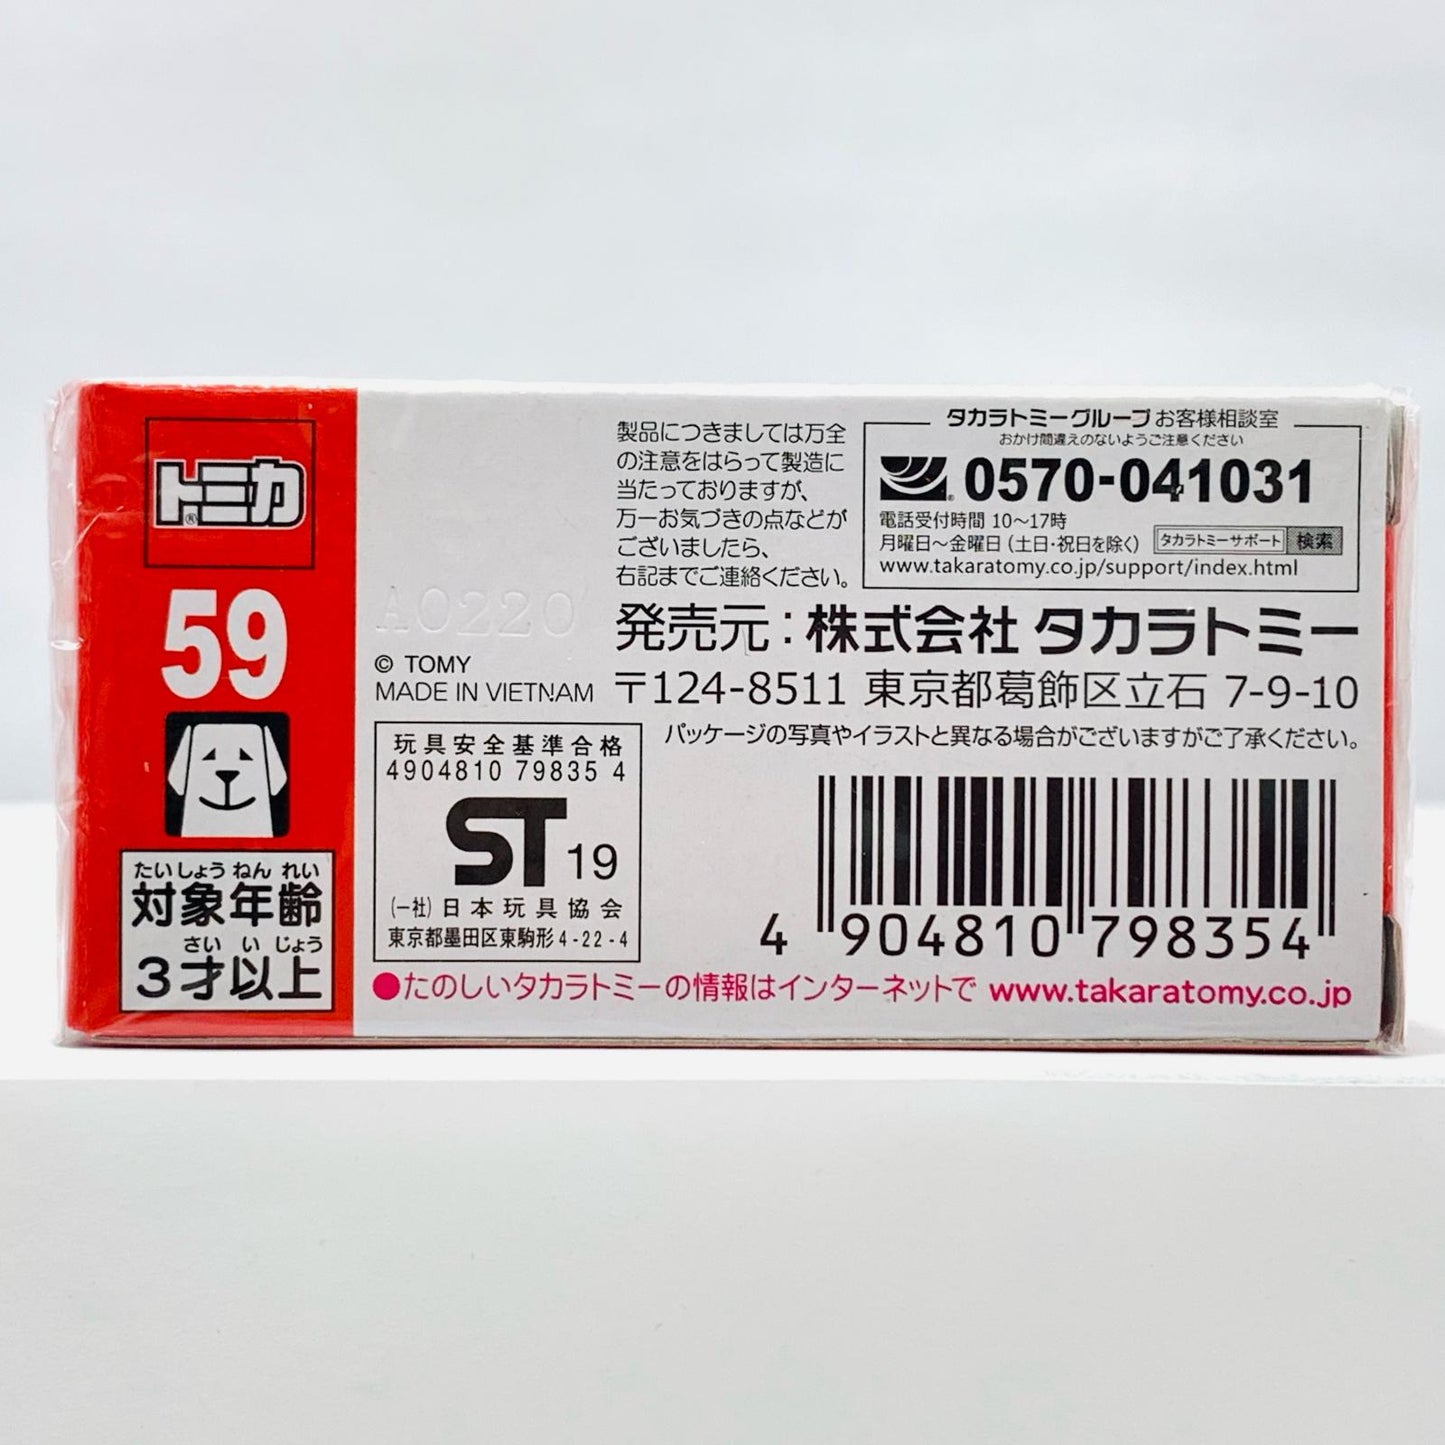 トミカ
59
たいしょう ねん れい
対象年齢
さい い じょう
3才以上
A0220
© TOMY
MADE IN VIETNAM
玩具安全基準合格
4904810 79835 4
ST 19
(一社)日本玩具協会
東京都墨田区東駒形4-22-4
製品につきましては万全
の注意をはらって製造に
当たっておりますが、
万一お気づきの点などが
ございましたら、
右記までご連絡ください。
タカラトミーグループお客様相談室
おかけ間違えのないようご注意ください
0570-041031
電話受付時間 10〜17時
月曜日〜金曜日(土日・祝日を除く)
タカラトミーサポート 検索
www.takaratomy.co.jp/support/index.html
発売元:株式会社 タカラトミー
〒124-8511 東京都葛飾区立石 7-9-10
パッケージの写真やイラストと異なる場合がございますがご了承ください。
4 904810 798354
●たのしいタカラトミーの情報はインターネットで www.takaratomy.co.jp